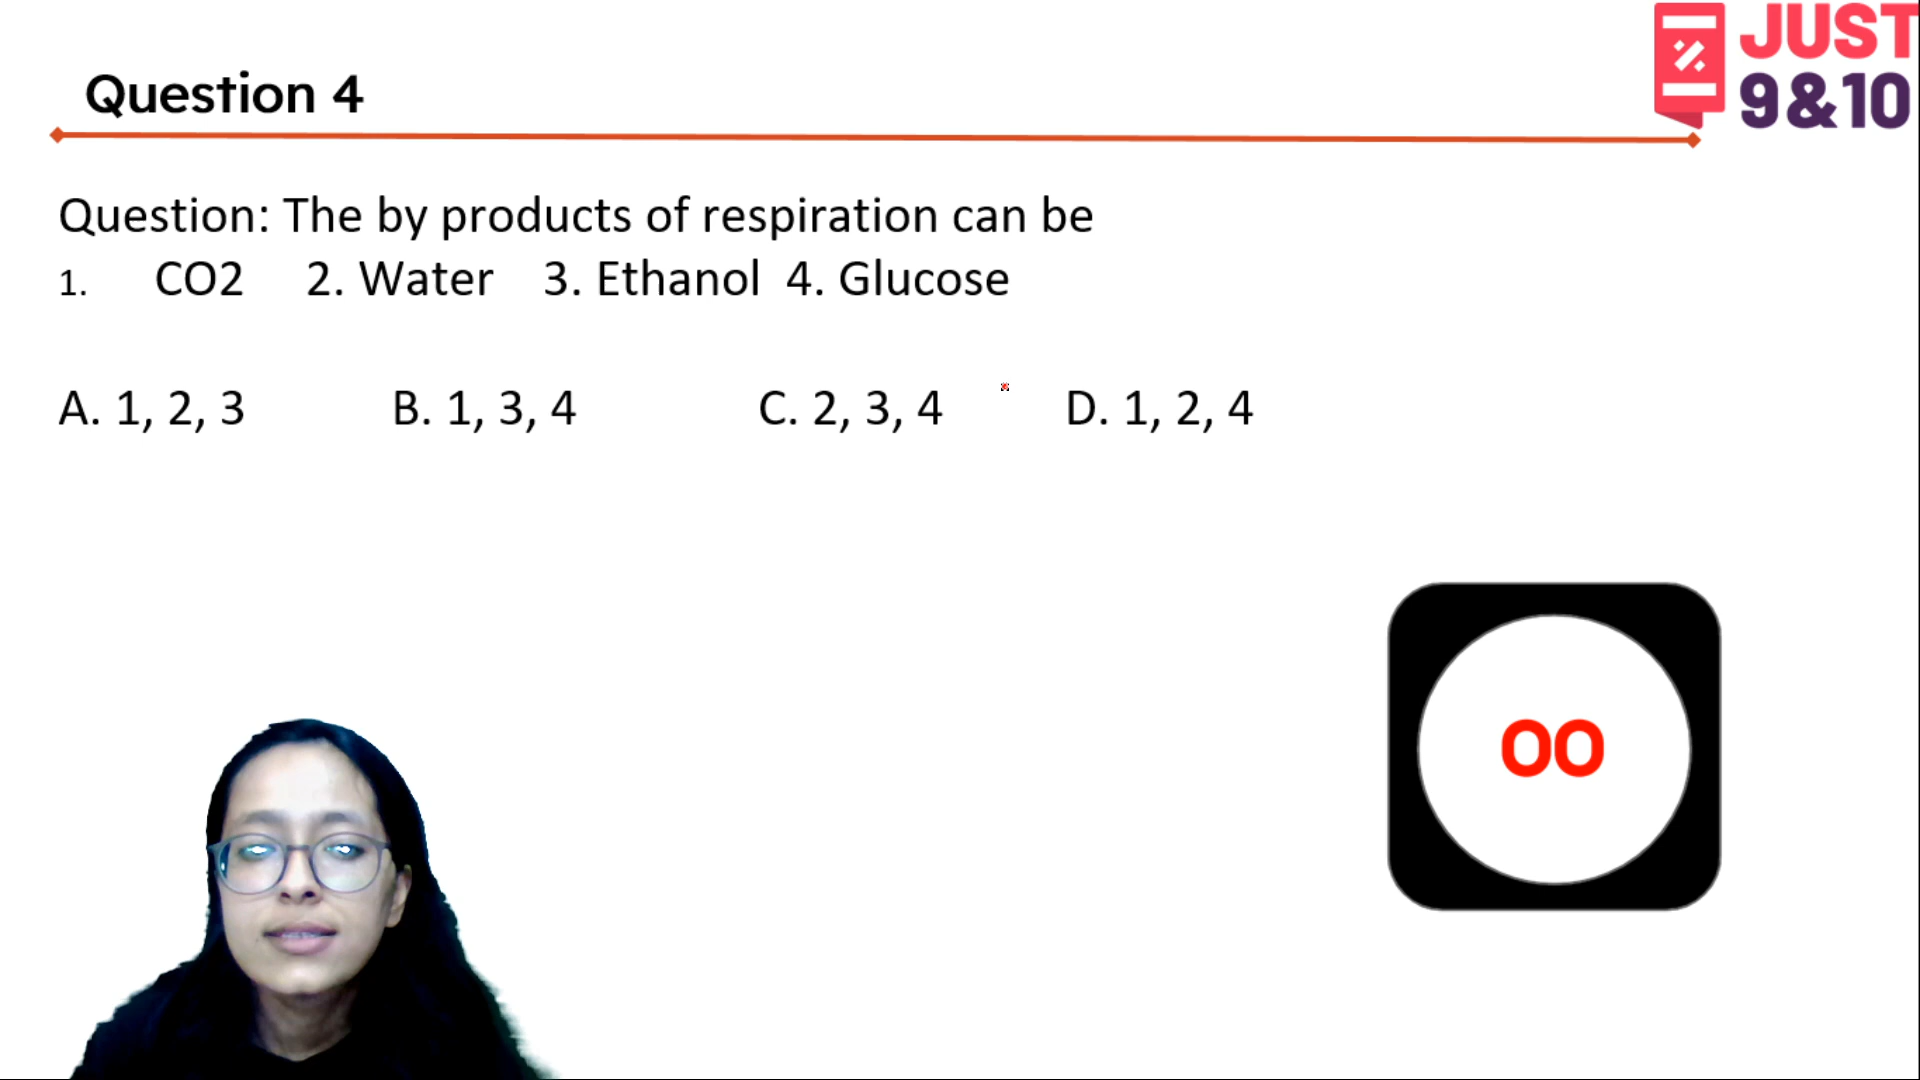 JUST
9&10
Question 4
Question: The by products of respiration can be
1. CO2 2. Water 3. Ethanol 4. Glucose
A. 1, 2, 3 B. 1, 3, 4 C. 2, 3, 4 D. 1, 2, 4
00